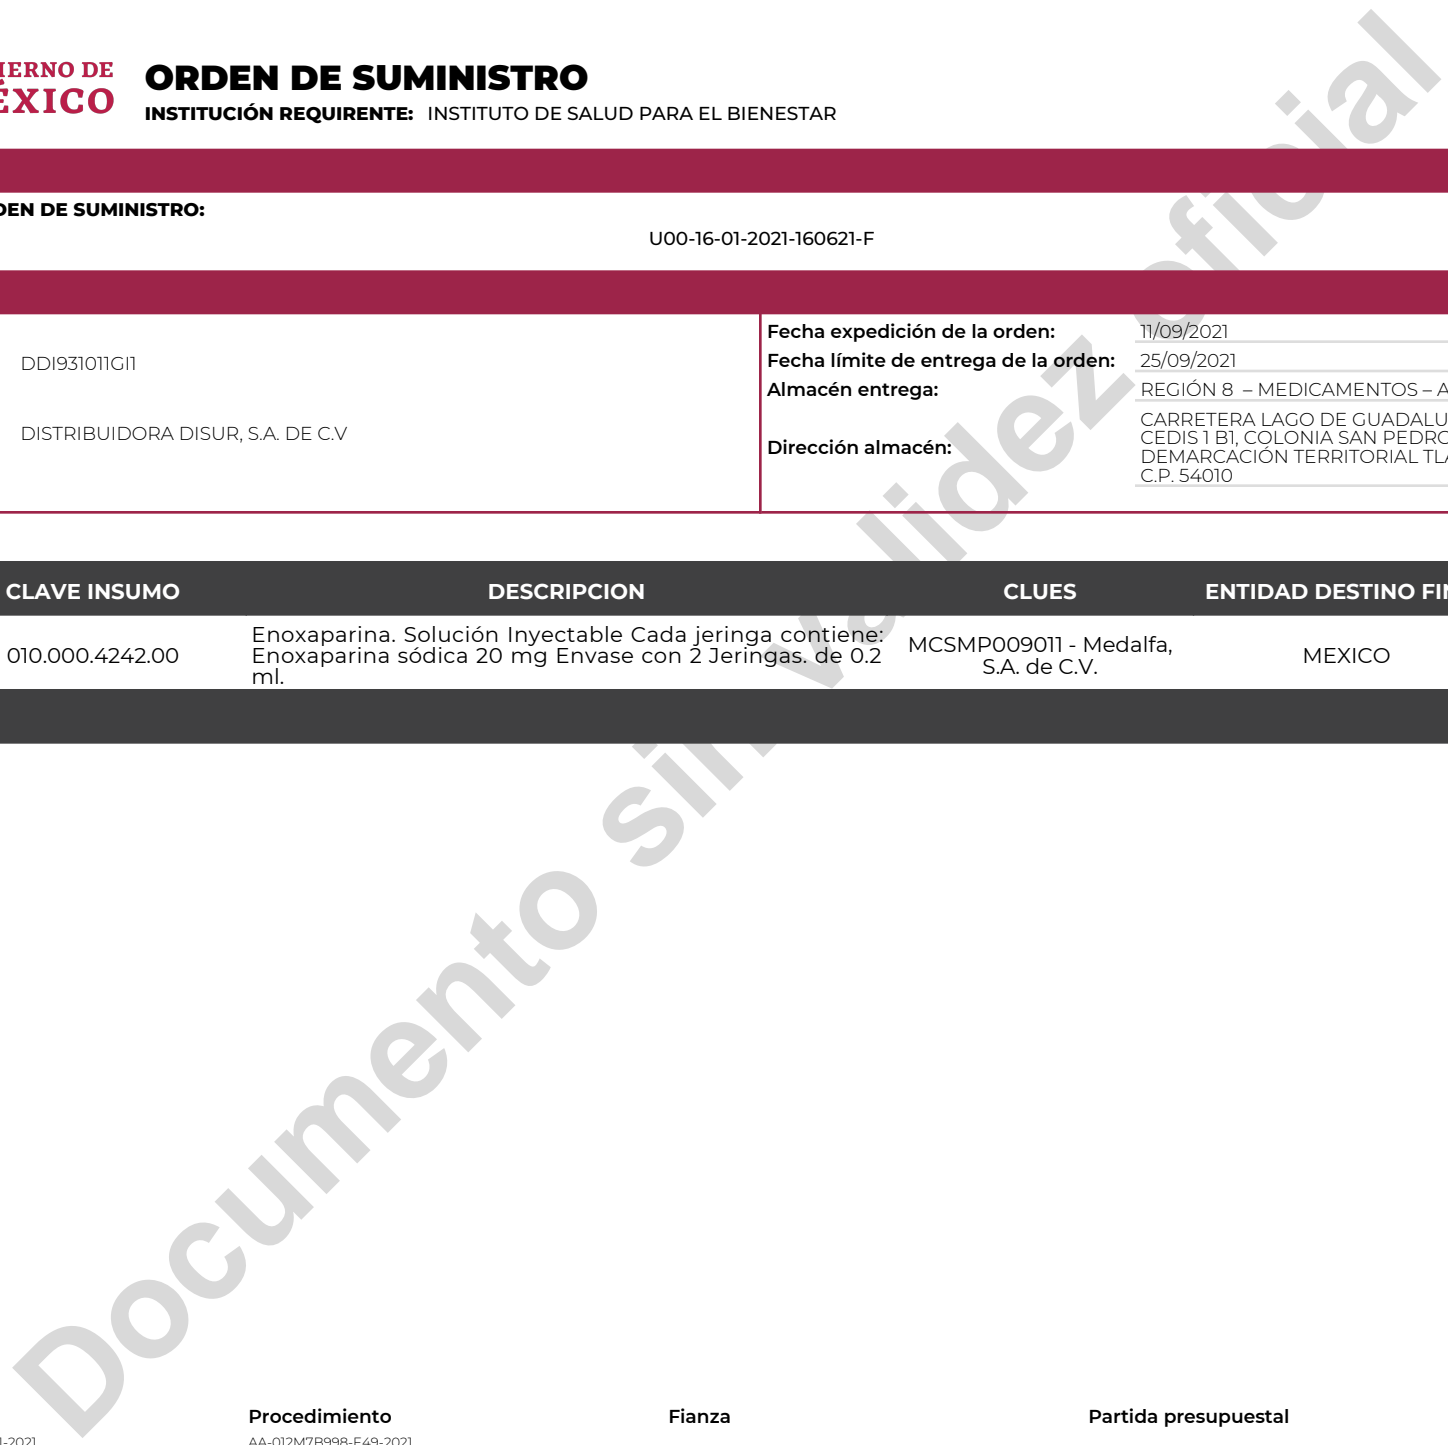 IERNO DE
ÉXICO
ORDEN DE SUMINISTRO
INSTITUCIÓN REQUIRENTE: INSTITUTO DE SALUD PARA EL BIENESTAR
DEN DE SUMINISTRO:
U00-16-01-2021-160621-F
DDI931011GI1
DISTRIBUIDORA DISUR, S.A. DE C.V
Fecha expedición de la orden: 11/09/2021
Fecha límite de entrega de la orden: 25/09/2021
Almacén entrega: REGIÓN 8 – MEDICAMENTOS – A
Dirección almacén:
CARRETERA LAGO DE GUADALU
CEDIS 1 B1, COLONIA SAN PEDRO
DEMARCACIÓN TERRITORIAL TLA
C.P. 54010
CLAVE INSUMO DESCRIPCION CLUES ENTIDAD DESTINO FIN
010.000.4242.00
Enoxaparina. Solución Inyectable Cada jeringa contiene:
Enoxaparina sódica 20 mg Envase con 2 Jeringas. de 0.2
ml.
MCSMP009011 - Medalfa,
S.A. de C.V.
MEXICO
Documento sin validez oficial
Procedimiento Fianza Partida presupuestal
-2021 AA-012M7B998-E49-2021